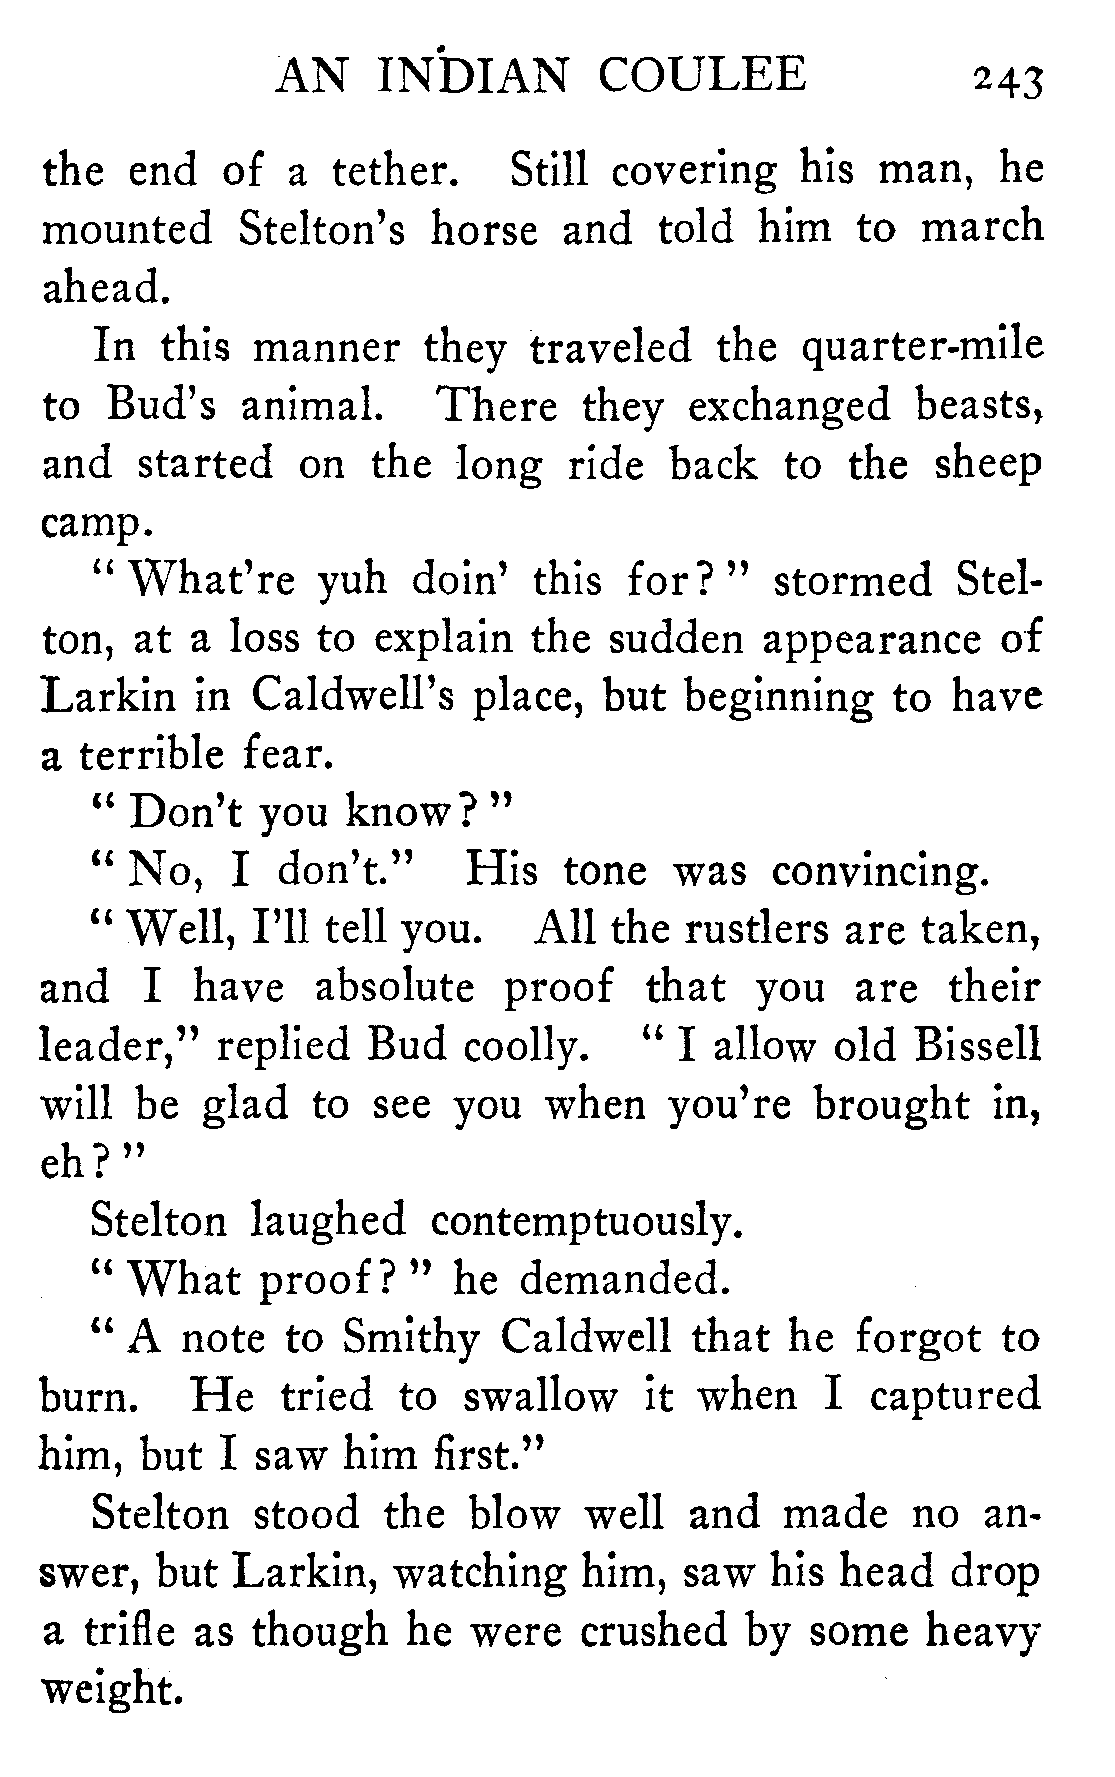 AN INDIAN COULEE 243
the end of a tether. Still covering his man, he
mounted Stelton's horse and told him to march
ahead.
In this manner they traveled the quarter-mile
to Bud's animal. There they exchanged beasts,
and started on the long ride back to the sheep
camp.
" What're yuh doin' this for? " stormed Stel-
ton, at a loss to explain the sudden appearance of
Larkin in Caldwell's place, but beginning to have
a terrible fear.
" Don't you know? "
" No, I don't." His tone was convincing.
" Well, I'll tell you. All the rustlers are taken,
and I have absolute proof that you are their
leader," replied Bud coolly. " I allow old Bissell
will be glad to see you when you're brought in,
eh? "
Stelton laughed contemptuously.
" What proof? " he demanded.
" A note to Smithy Caldwell that he forgot to
burn. He tried to swallow it when I captured
him, but I saw him first."
Stelton stood the blow well and made no an-
swer, but Larkin, watching him, saw his head drop
a trifle as though he were crushed by some heavy
weight.